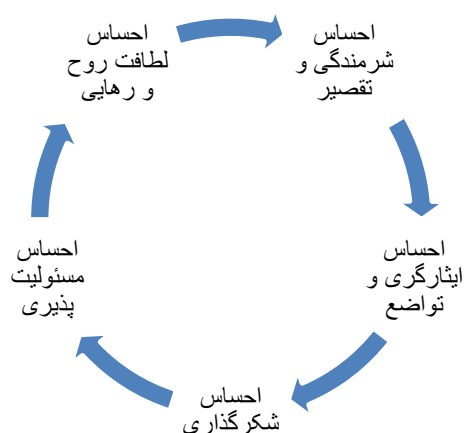 احساس
شرمندگی و
تقصیر
احساس
ایثارگری و
تواضع
احساس
شکرگذاری
احساس
مسئولیت
پذیری
احساس
لطافت روح
و رهایی